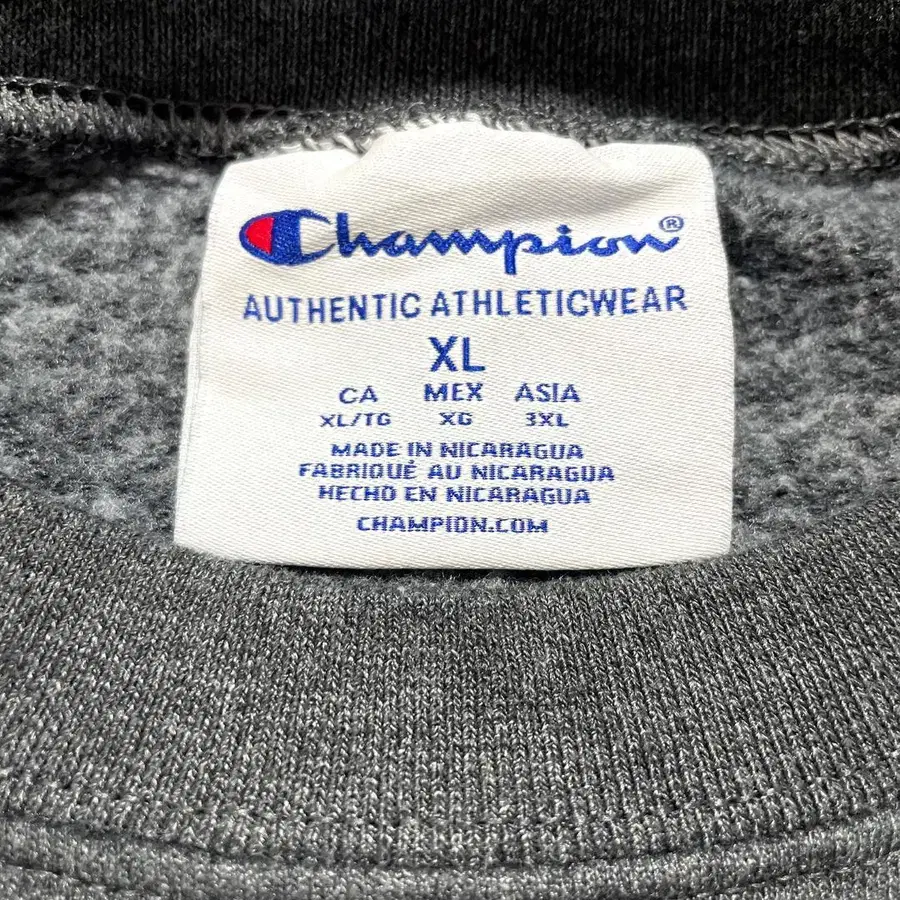 Champion®
AUTHENTIC ATHLETICWEAR
XL
CA MEX ASIA
XL/TG XG 3XL
MADE IN NICARAGUA
FABRIQUÉ AU NICARAGUA
HECHO EN NICARAGUA
CHAMPION.COM